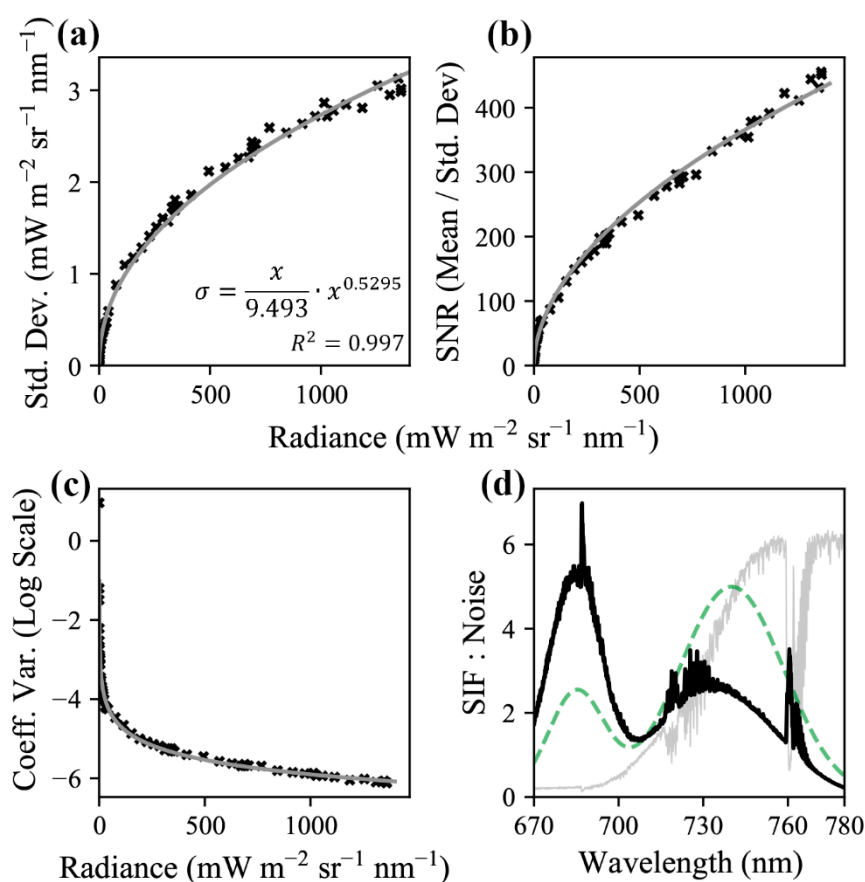 (a)
(b)
Std. Dev. (mW m⁻² sr⁻¹ nm⁻¹)
3
2
1
0
0
500
1000
σ = x/9.493 · x^0.5295
R² = 0.997
SNR (Mean / Std. Dev)
400
300
200
100
0
0
500
1000
Radiance (mW m⁻² sr⁻¹ nm⁻¹)
(c)
(d)
Coeff. Var. (Log Scale)
0
−2
−4
−6
0
500
1000
Radiance (mW m⁻² sr⁻¹ nm⁻¹)
SIF : Noise
6
4
2
0
670
700
730
760
780
Wavelength (nm)